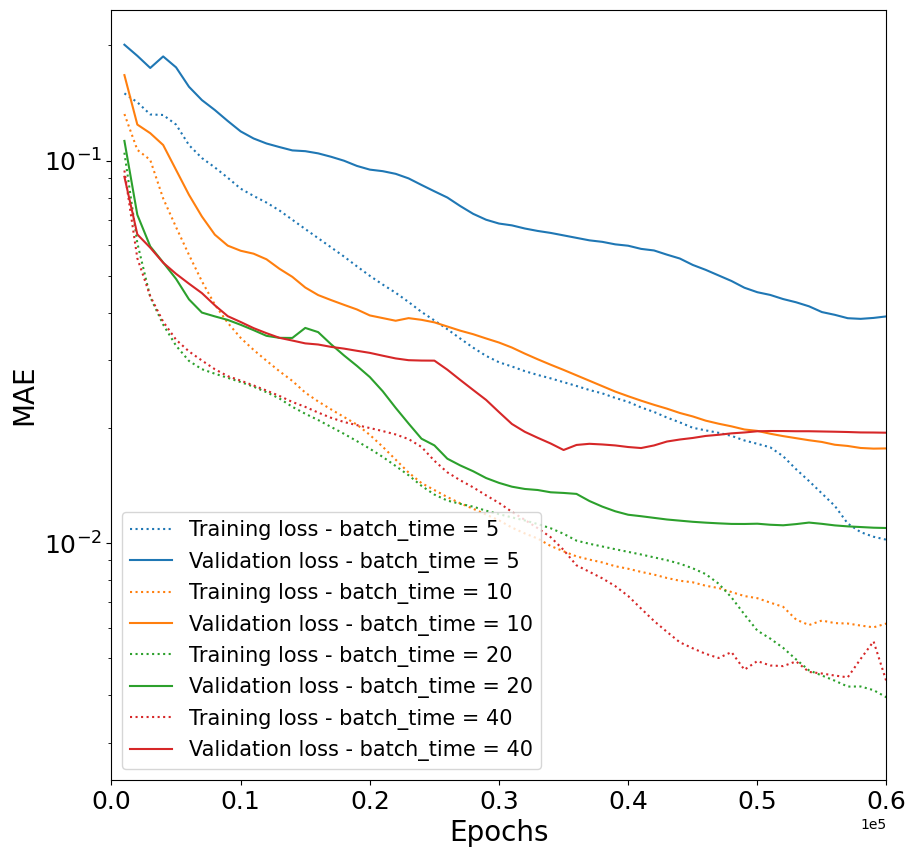 MAE
10⁻¹
10⁻²
Training loss - batch_time = 5
Validation loss - batch_time = 5
Training loss - batch_time = 10
Validation loss - batch_time = 10
Training loss - batch_time = 20
Validation loss - batch_time = 20
Training loss - batch_time = 40
Validation loss - batch_time = 40
0.0 0.1 0.2 0.3 0.4 0.5 0.6
1e5
Epochs